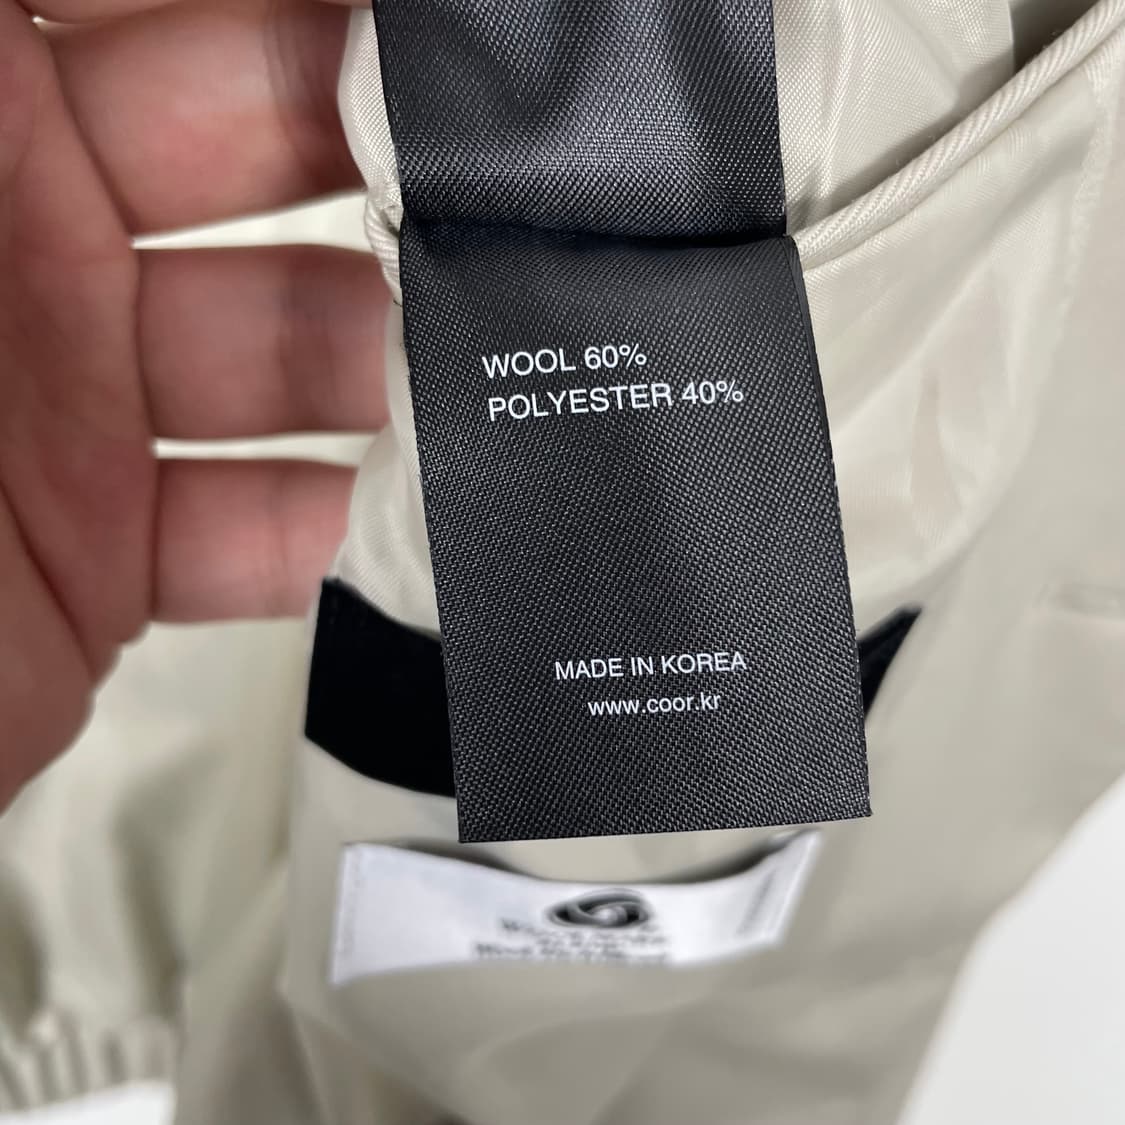 WOOL 60%
POLYESTER 40%
MADE IN KOREA
www.coor.kr